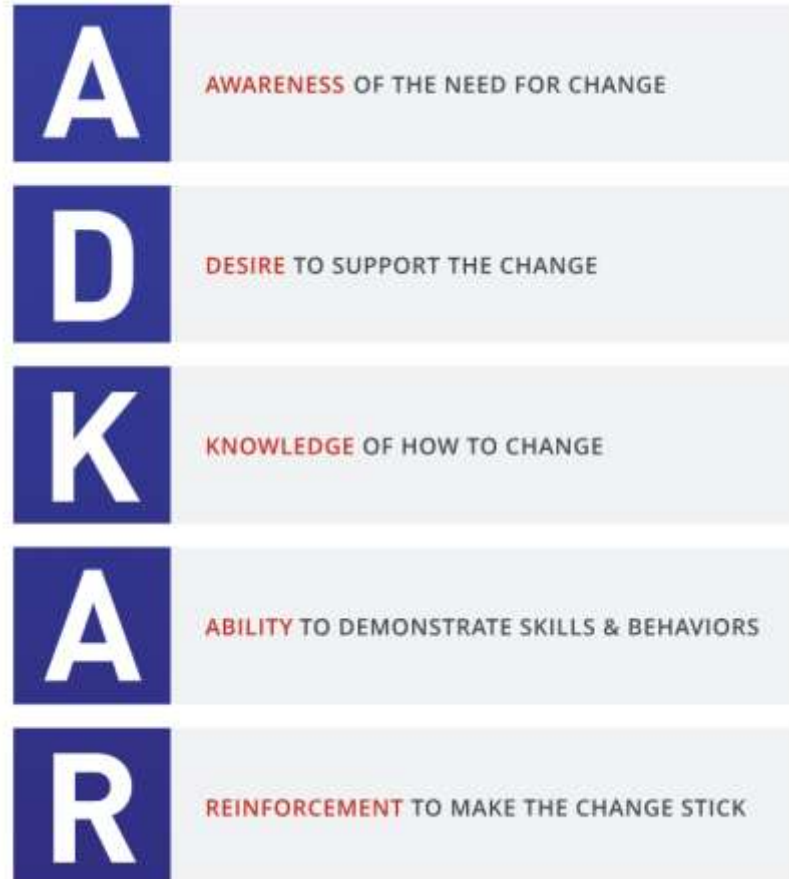 A
AWARENESS OF THE NEED FOR CHANGE
D
DESIRE TO SUPPORT THE CHANGE
K
KNOWLEDGE OF HOW TO CHANGE
A
ABILITY TO DEMONSTRATE SKILLS & BEHAVIORS
R
REINFORCEMENT TO MAKE THE CHANGE STICK